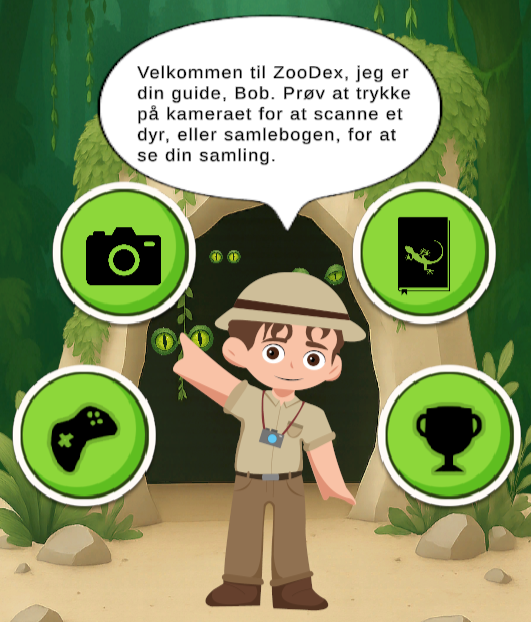 Velkommen til ZooDex, jeg er
din guide, Bob. Prøv at trykke
på kameraet for at scanne et
dyr, eller samlebogen, for at
se din samling.